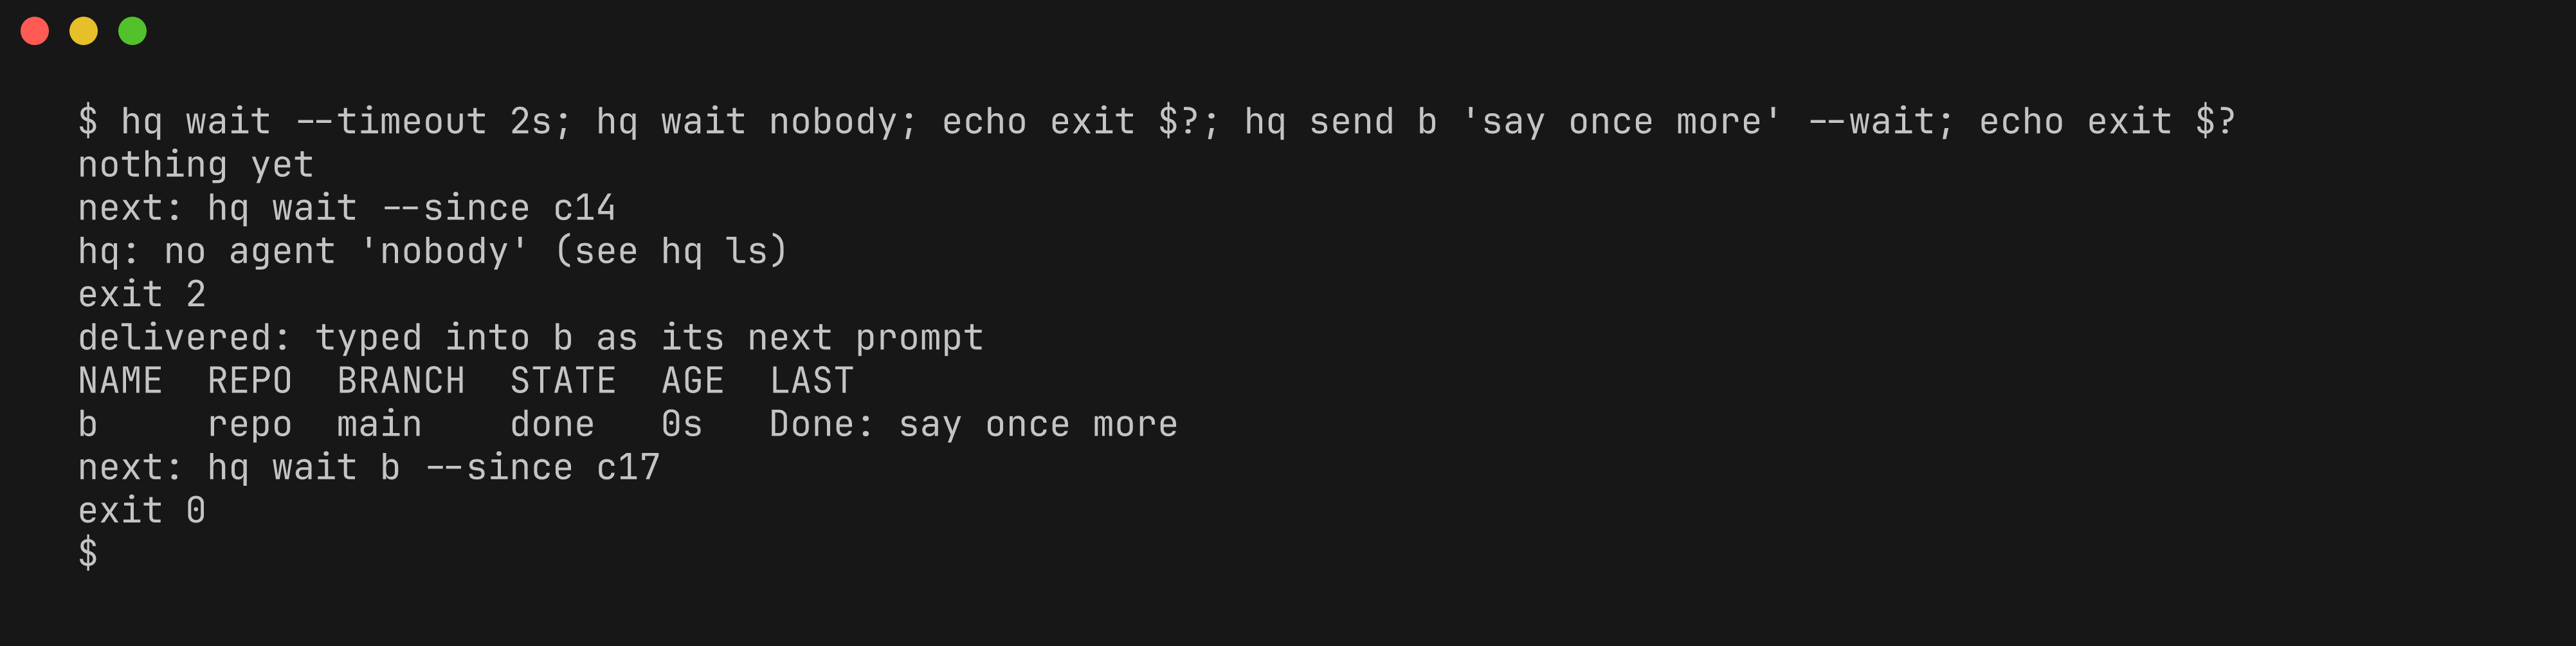 $ hq wait --timeout 2s; hq wait nobody; echo exit $?; hq send b 'say once more' --wait; echo exit $?
nothing yet
next: hq wait --since c14
hq: no agent 'nobody' (see hq ls)
exit 2
delivered: typed into b as its next prompt
NAME  REPO  BRANCH  STATE  AGE  LAST
b     repo  main    done   0s   Done: say once more
next: hq wait b --since c17
exit 0
$